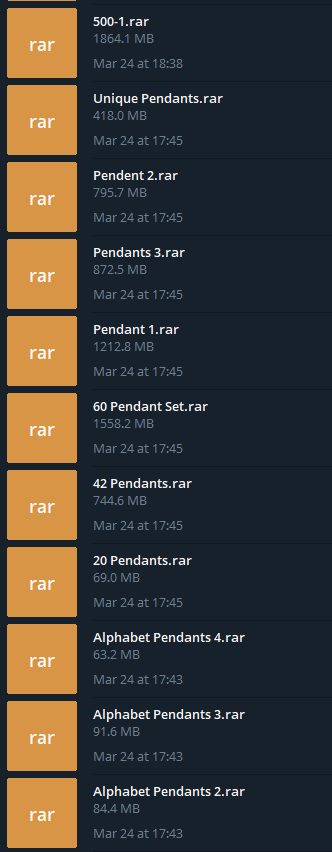 rar
500-1.rar
1864.1 MB
Mar 24 at 18:38
rar
Unique Pendants.rar
418.0 MB
Mar 24 at 17:45
rar
Pendent 2.rar
795.7 MB
Mar 24 at 17:45
rar
Pendants 3.rar
872.5 MB
Mar 24 at 17:45
rar
Pendant 1.rar
1212.8 MB
Mar 24 at 17:45
rar
60 Pendant Set.rar
1558.2 MB
Mar 24 at 17:45
rar
42 Pendants.rar
744.6 MB
Mar 24 at 17:45
rar
20 Pendants.rar
69.0 MB
Mar 24 at 17:45
rar
Alphabet Pendants 4.rar
63.2 MB
Mar 24 at 17:43
rar
Alphabet Pendants 3.rar
91.6 MB
Mar 24 at 17:43
rar
Alphabet Pendants 2.rar
84.4 MB
Mar 24 at 17:43